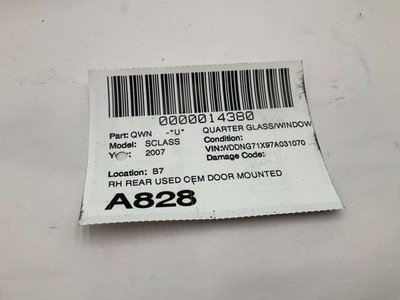 0000014380
Part: QWN -"U" QUARTER GLASS/WINDOW
Model: SCLASS Condition:
Year: 2007 VIN:WDDNG71X97A031070
Damage Code:
Location: B7
RH REAR USED OEM DOOR MOUNTED
A828